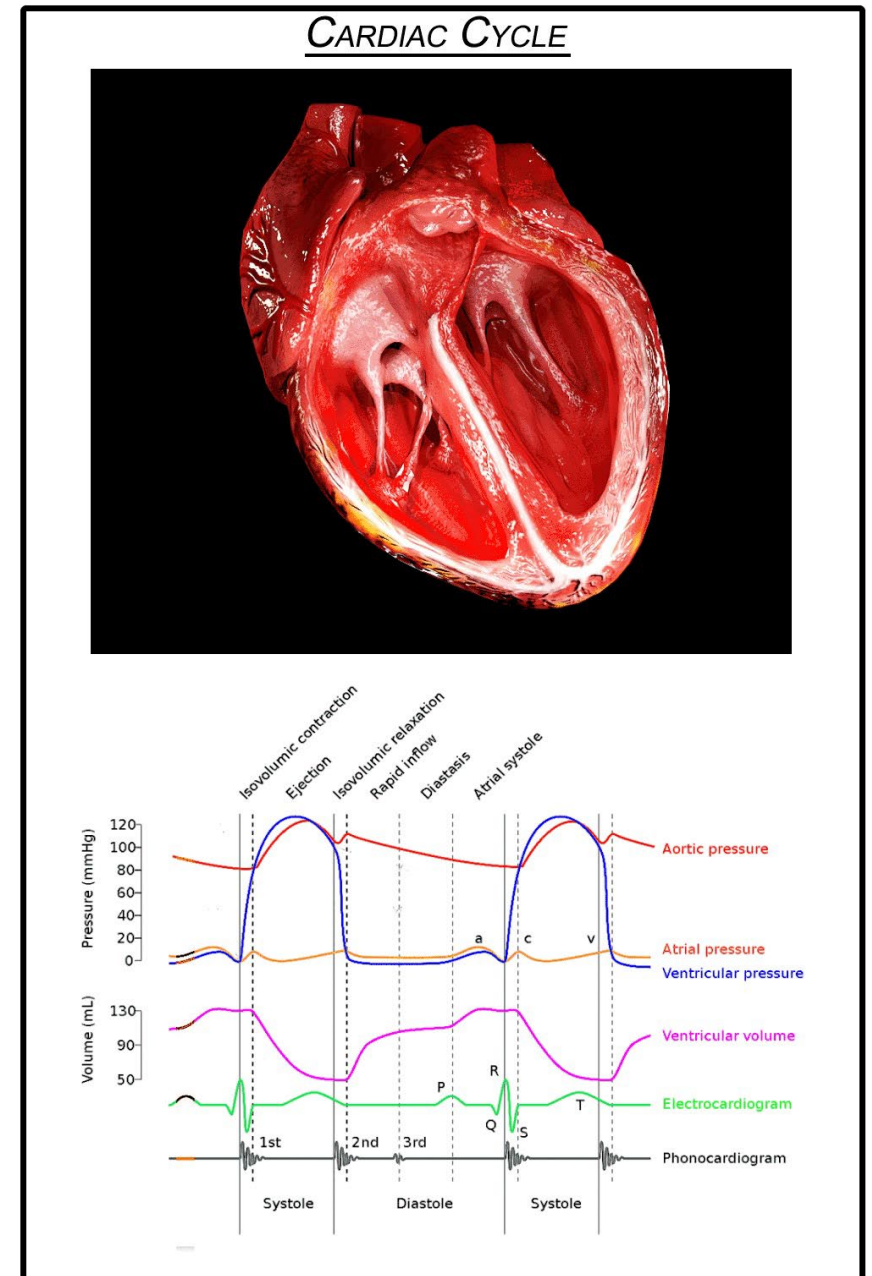 CARDIAC CYCLE
Isovolumic contraction
Ejection
Isovolumic relaxation
Rapid inflow
Diastasis
Atrial systole
Pressure (mmHg)
120
100
80
60
40
20
0
a
c
v
Aortic pressure
Atrial pressure
Ventricular pressure
Volume (mL)
130
90
50
Ventricular volume
P
R
Q
S
T
Electrocardiogram
1st
2nd
3rd
Phonocardiogram
Systole
Diastole
Systole